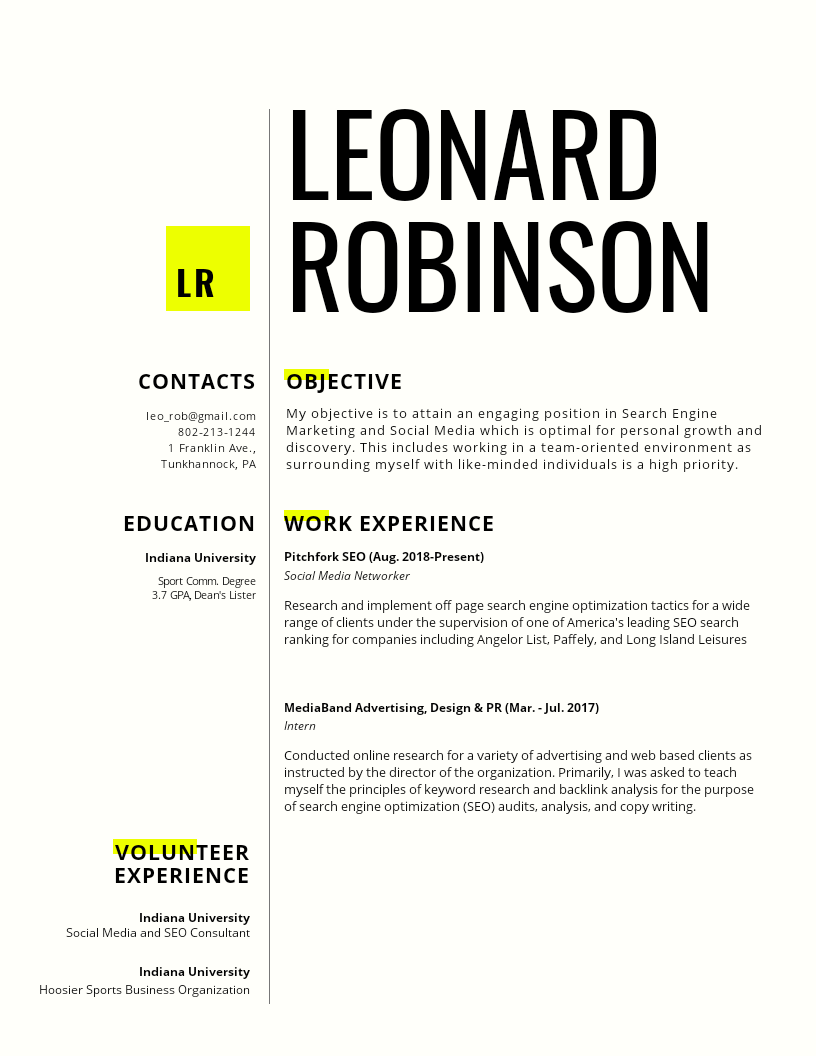 LEONARD
ROBINSON
LR
CONTACTS
leo_rob@gmail.com
802-213-1244
1 Franklin Ave.,
Tunkhannock, PA
EDUCATION
Indiana University
Sport Comm. Degree
3.7 GPA, Dean's Lister
VOLUNTEER
EXPERIENCE
Indiana University
Social Media and SEO Consultant
Indiana University
Hoosier Sports Business Organization
OBJECTIVE
My objective is to attain an engaging position in Search Engine
Marketing and Social Media which is optimal for personal growth and
discovery. This includes working in a team-oriented environment as
surrounding myself with like-minded individuals is a high priority.
WORK EXPERIENCE
Pitchfork SEO (Aug. 2018-Present)
Social Media Networker
Research and implement off page search engine optimization tactics for a wide
range of clients under the supervision of one of America's leading SEO search
ranking for companies including Angelor List, Paffely, and Long Island Leisures
MediaBand Advertising, Design & PR (Mar. - Jul. 2017)
Intern
Conducted online research for a variety of advertising and web based clients as
instructed by the director of the organization. Primarily, I was asked to teach
myself the principles of keyword research and backlink analysis for the purpose
of search engine optimization (SEO) audits, analysis, and copy writing.